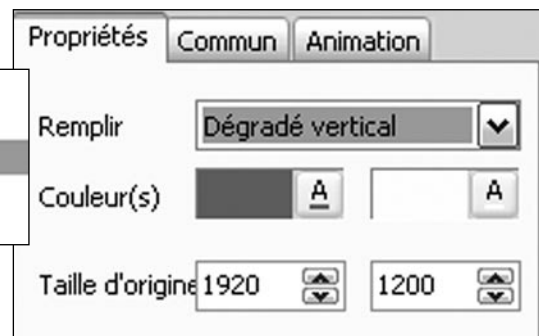 Propriétés Commun Animation
Remplir Dégradé vertical
Couleur(s) A A
Taille d'origine 1920 1200